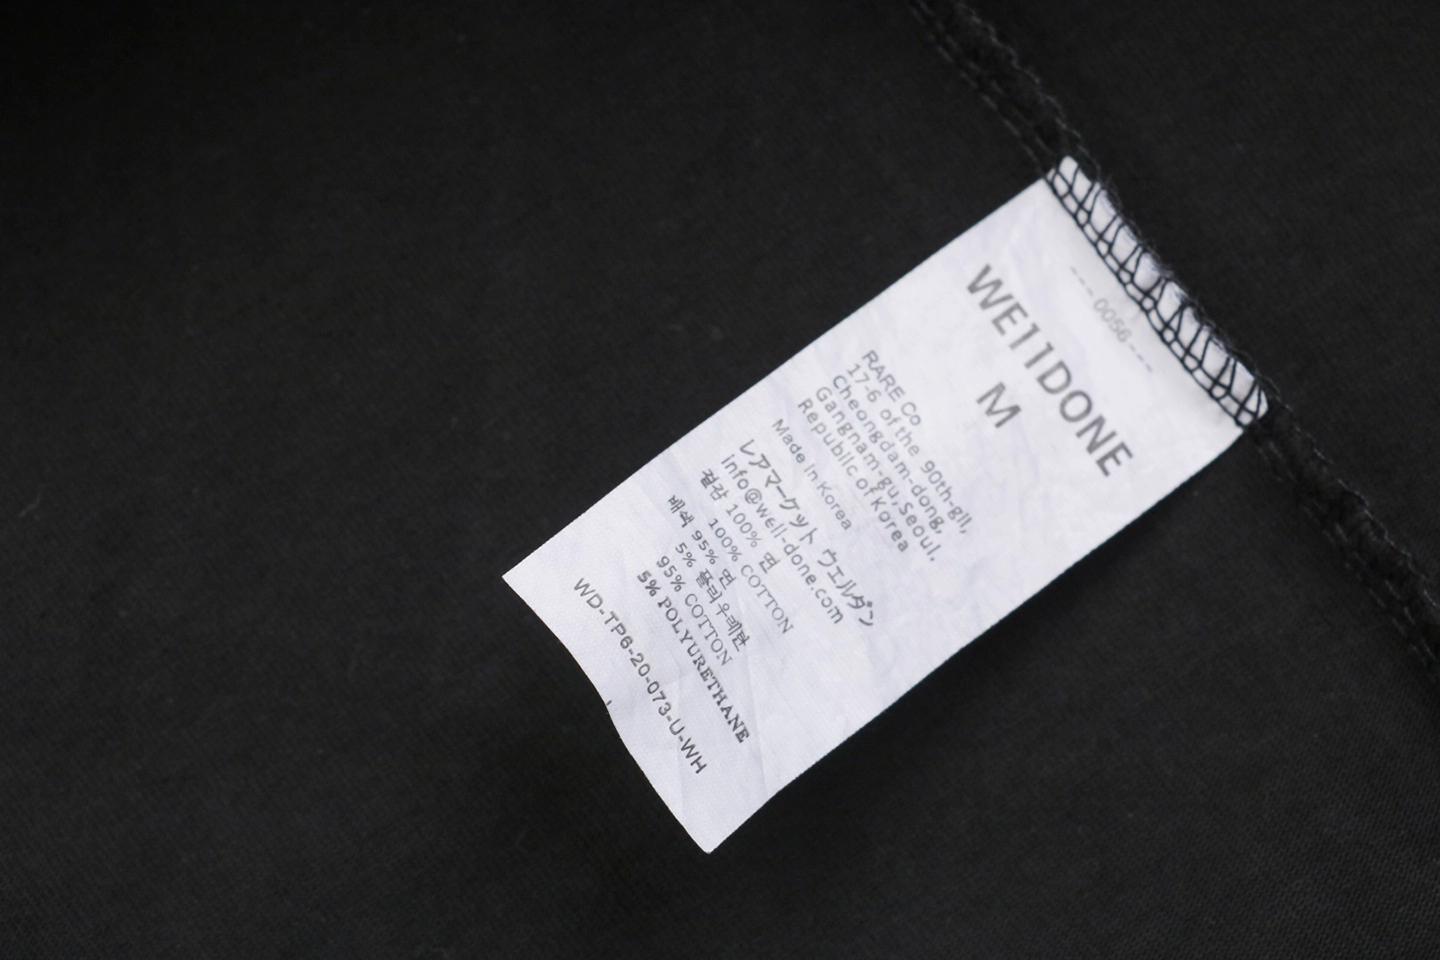 ---0056---
WE11DONE
M
RARE Co
17-6 of the 90th-gil,
Cheongdam-dong,
Gangnam-gu, Seoul,
Republic of Korea
Made in Korea
レアマーケット ウエルダン
info@well-done.com
겉감 100% 면
100% COTTON
배색 95% 면
5% 폴리우레탄
95% COTTON
5% POLYURETHANE
WD-TP6-20-073-U-WH